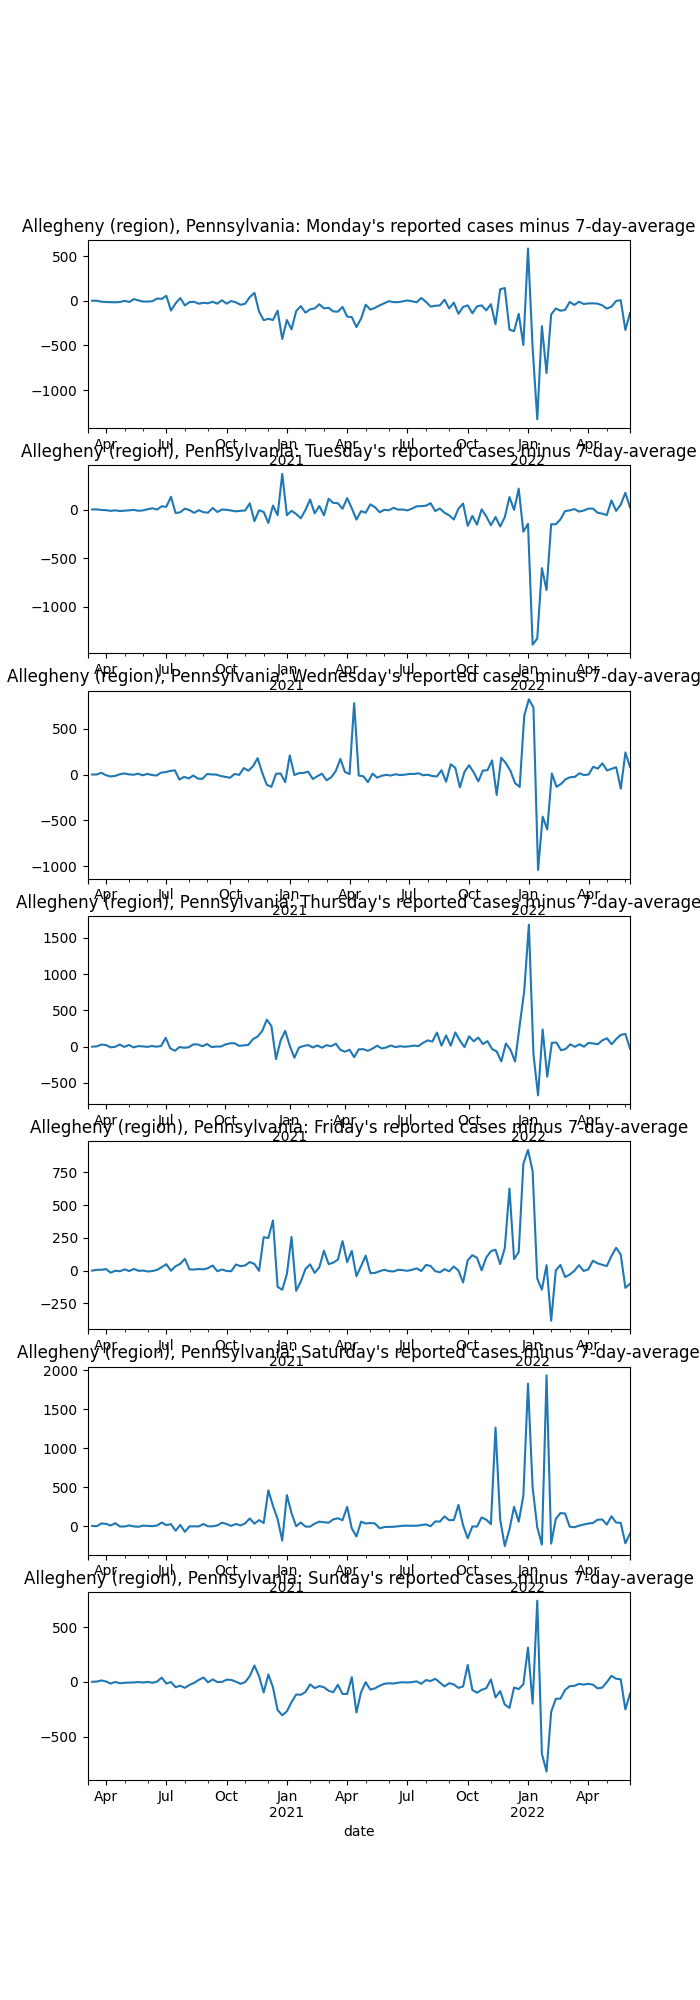 Allegheny (region), Pennsylvania: Monday's reported cases minus 7-day-average
500
0
−500
−1000
Apr Jul Oct Jan Apr Jul Oct Jan Apr
2021 2022
Allegheny (region), Pennsylvania: Tuesday's reported cases minus 7-day-average
0
−500
−1000
Apr Jul Oct Jan Apr Jul Oct Jan Apr
2021 2022
Allegheny (region), Pennsylvania: Wednesday's reported cases minus 7-day-averag
500
0
−500
−1000
Apr Jul Oct Jan Apr Jul Oct Jan Apr
2021 2022
Allegheny (region), Pennsylvania: Thursday's reported cases minus 7-day-average
1500
1000
500
0
−500
Apr Jul Oct Jan Apr Jul Oct Jan Apr
2021 2022
Allegheny (region), Pennsylvania: Friday's reported cases minus 7-day-average
750
500
250
0
−250
Apr Jul Oct Jan Apr Jul Oct Jan Apr
2021 2022
Allegheny (region), Pennsylvania: Saturday's reported cases minus 7-day-average
2000
1500
1000
500
0
Apr Jul Oct Jan Apr Jul Oct Jan Apr
2021 2022
Allegheny (region), Pennsylvania: Sunday's reported cases minus 7-day-average
500
0
−500
Apr Jul Oct Jan Apr Jul Oct Jan Apr
2021 2022
date